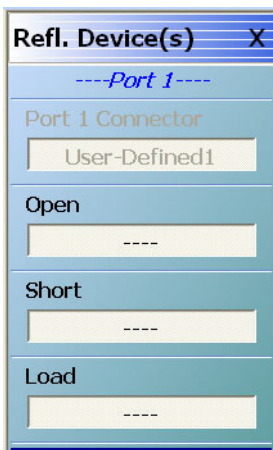 Refl. Device(s) X
----Port 1----
Port 1 Connector
User-Defined1
Open
----
Short
----
Load
----